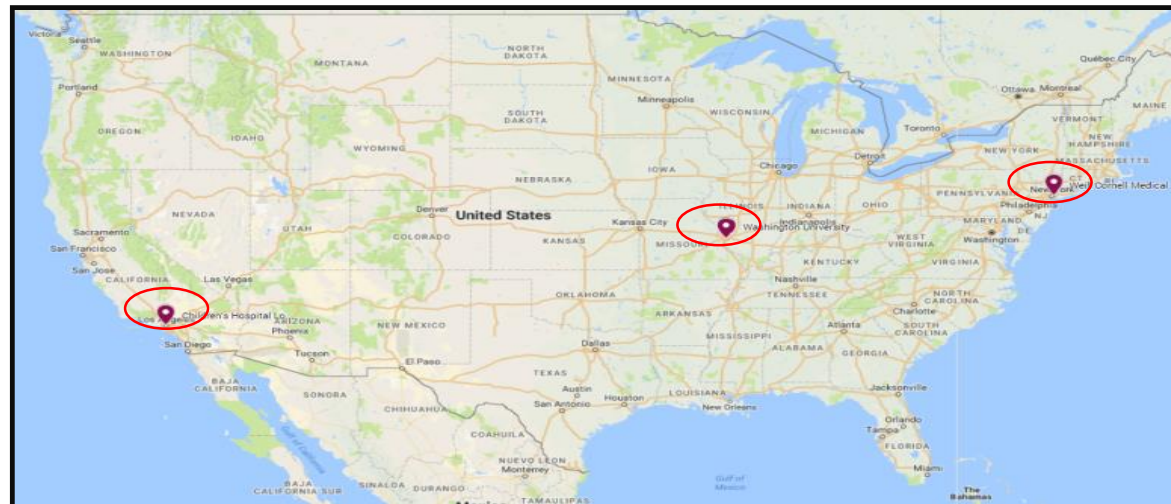 Victoria
Seattle
WASHINGTON
MONTANA
NORTH
DAKOTA
Québec City
MINNESOTA
Ottawa
Montreal
Portland
Minneapolis
MAINE
SOUTH
DAKOTA
WISCONSIN
VERMONT
OREGON
IDAHO
MICHIGAN
Toronto
NEW
HAMPSHIRE
WYOMING
NEW YORK
Detroit
MASSACHUSETTS
IOWA
Chicago
CT
RI
NEBRASKA
PENNSYLVANIA
New York
Weill Cornell Medical
ILLINOIS
INDIANA
OHIO
Philadelphia
NEVADA
Denver
United States
Kansas City
Indianapolis
MARYLAND
NJ
Washington University
DE
Sacramento
UTAH
COLORADO
KANSAS
MISSOURI
WEST
VIRGINIA
Washington
San Francisco
San Jose
KENTUCKY
VIRGINIA
CALIFORNIA
Las Vegas
Nashville
OKLAHOMA
TENNESSEE
NORTH
CAROLINA
Children's Hospital Lo
Los Angeles
ARIZONA
NEW MEXICO
ARKANSAS
Charlotte
Phoenix
Atlanta
SOUTH
CAROLINA
San Diego
MISSISSIPPI
Dallas
ALABAMA
GEORGIA
Tucson
El Paso
TEXAS
BAJA
CALIFORNIA
SONORA
Austin
LOUISIANA
Jacksonville
San Antonio
Houston
New Orleans
CHIHUAHUA
Orlando
COAHUILA
Tampa
FLORIDA
Gulf of
California
NUEVO LEON
Monterrey
Miami
BAJA
CALIFORNIA SUR
SINALOA
DURANGO
Gulf of
Mexico
The
Bahamas
TAMAULIPAS
Mexico